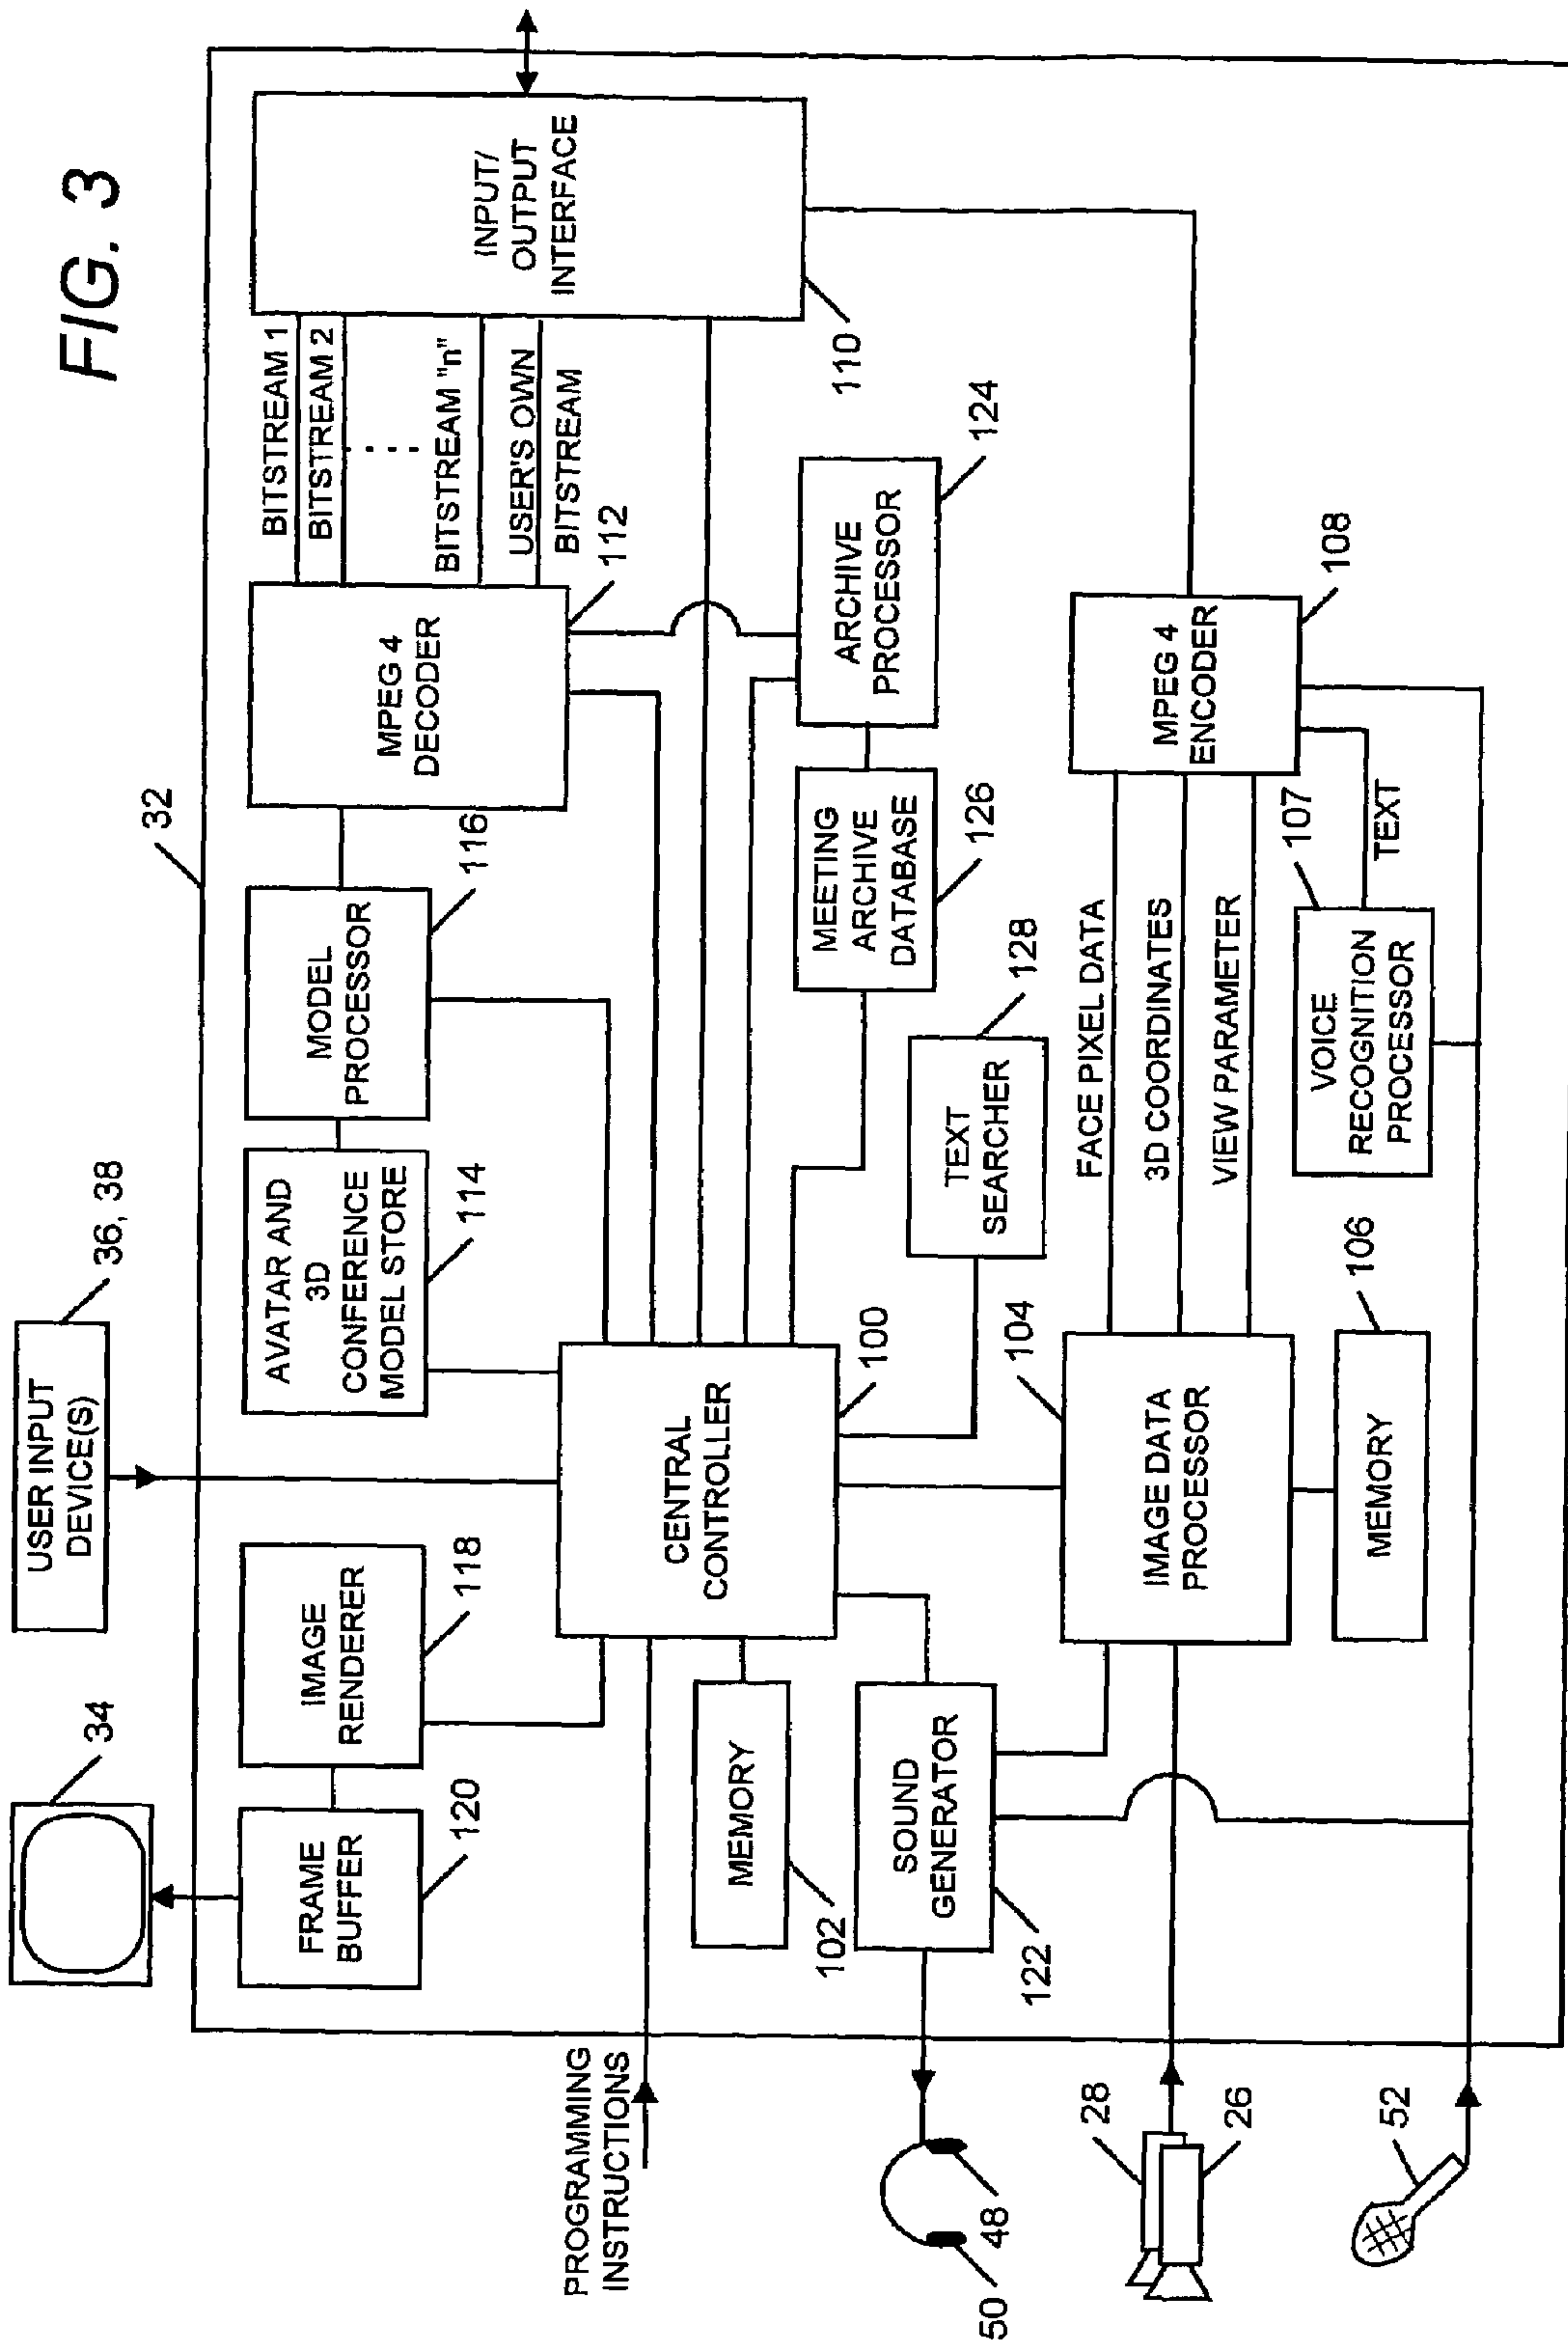 FIG. 3
34
36, 38
USER INPUT
DEVICE(S)
32
FRAME
BUFFER
120
IMAGE
RENDERER
118
AVATAR AND
3D
CONFERENCE
MODEL STORE
114
MODEL
PROCESSOR
116
MPEG 4
DECODER
112
BITSTREAM 1
BITSTREAM 2
BITSTREAM "n"
USER'S OWN
BITSTREAM
INPUT/
OUTPUT
INTERFACE
110
PROGRAMMING
INSTRUCTIONS
MEMORY
102
CENTRAL
CONTROLLER
100
TEXT
SEARCHER
128
MEETING
ARCHIVE
DATABASE
126
ARCHIVE
PROCESSOR
124
50
48
SOUND
GENERATOR
122
28
26
IMAGE DATA
PROCESSOR
104
MEMORY
106
FACE PIXEL DATA
3D COORDINATES
VIEW PARAMETER
MPEG 4
ENCODER
108
52
VOICE
RECOGNITION
PROCESSOR
107
TEXT